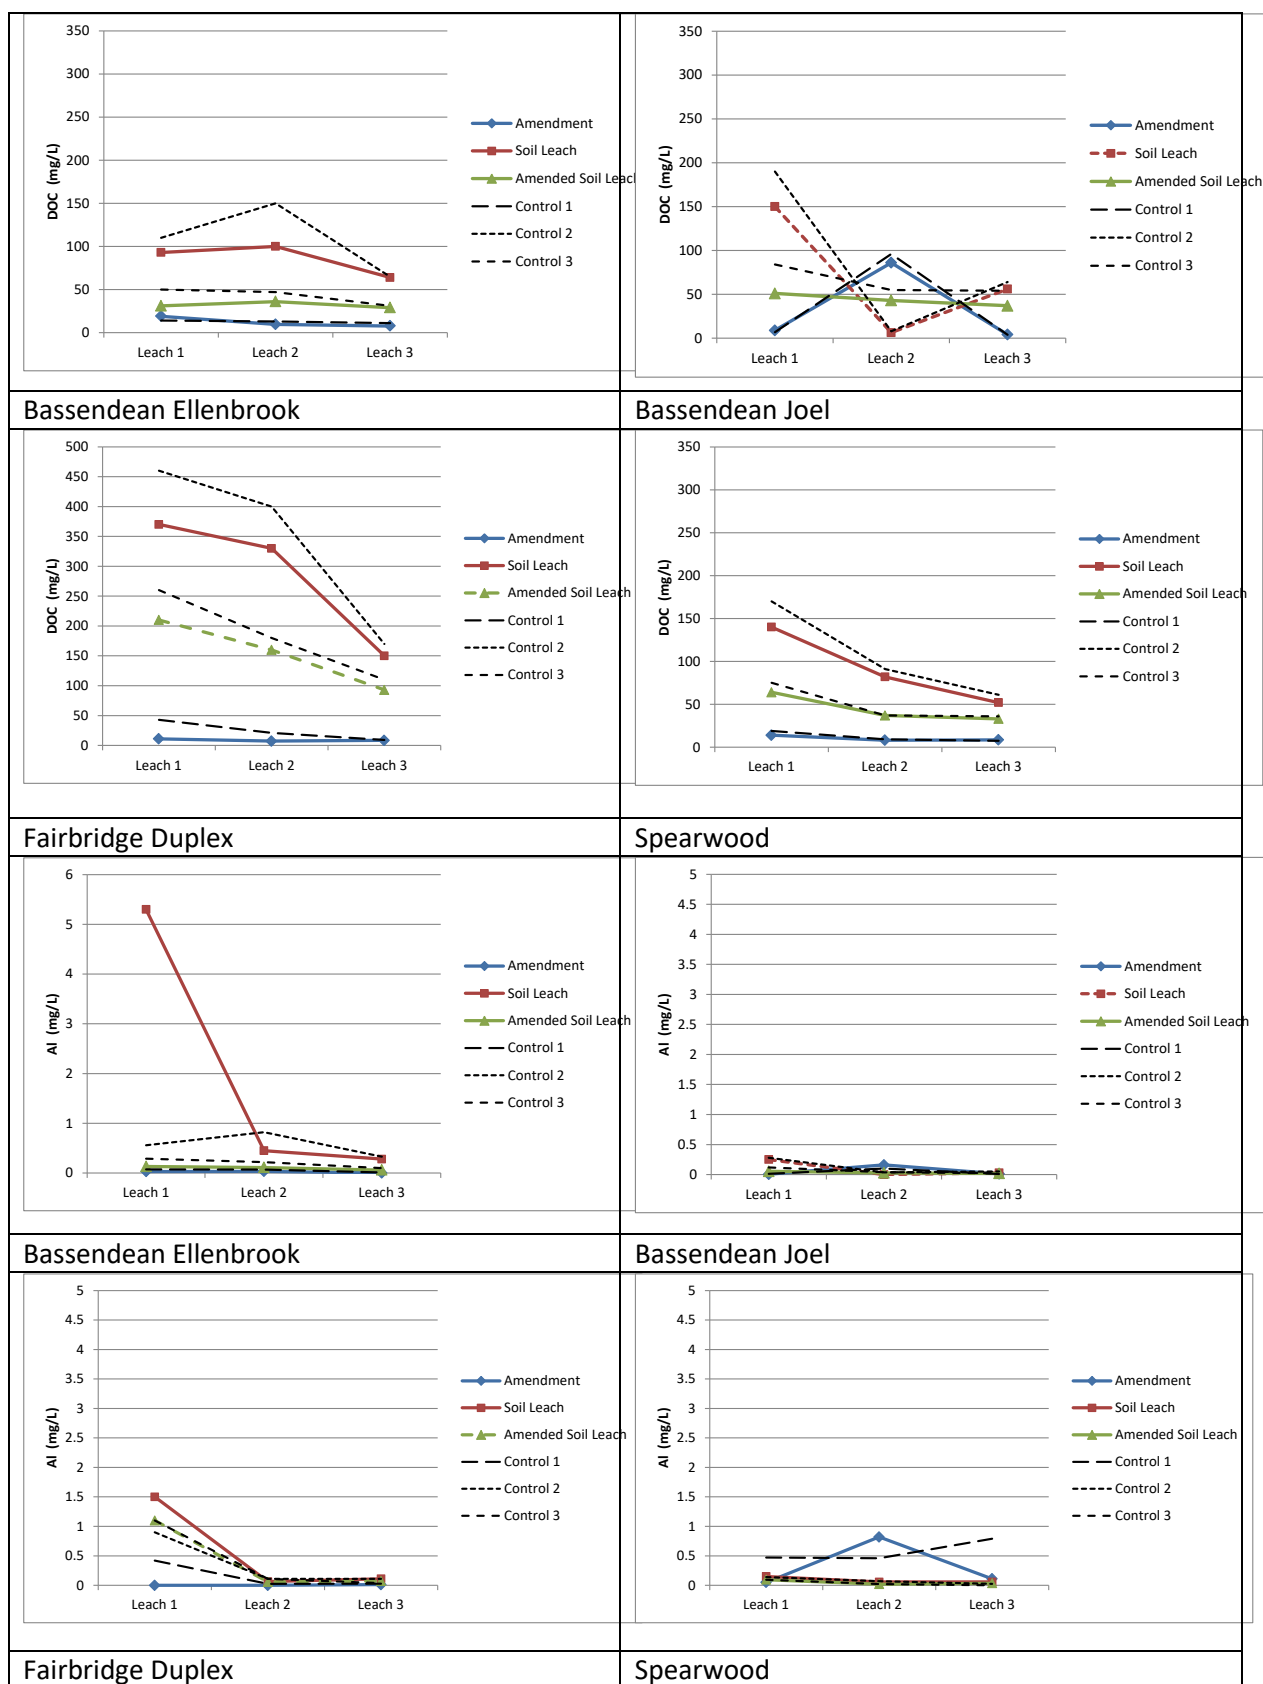 350
300
250
200
150
100
50
0
DOC (mg/L)
Leach 1 Leach 2 Leach 3
Amendment
Soil Leach
Amended Soil Leach
Control 1
Control 2
Control 3
350
300
250
200
150
100
50
0
DOC (mg/L)
Leach 1 Leach 2 Leach 3
Amendment
Soil Leach
Amended Soil Leach
Control 1
Control 2
Control 3
Bassendean Ellenbrook
Bassendean Joel
500
450
400
350
300
250
200
150
100
50
0
DOC (mg/L)
Leach 1 Leach 2 Leach 3
Amendment
Soil Leach
Amended Soil Leach
Control 1
Control 2
Control 3
350
300
250
200
150
100
50
0
DOC (mg/L)
Leach 1 Leach 2 Leach 3
Amendment
Soil Leach
Amended Soil Leach
Control 1
Control 2
Control 3
Fairbridge Duplex
Spearwood
6
5
4
3
2
1
0
Al (mg/L)
Leach 1 Leach 2 Leach 3
Amendment
Soil Leach
Amended Soil Leach
Control 1
Control 2
Control 3
5
4.5
4
3.5
3
2.5
2
1.5
1
0.5
0
Al (mg/L)
Leach 1 Leach 2 Leach 3
Amendment
Soil Leach
Amended Soil Leach
Control 1
Control 2
Control 3
Bassendean Ellenbrook
Bassendean Joel
5
4.5
4
3.5
3
2.5
2
1.5
1
0.5
0
Al (mg/L)
Leach 1 Leach 2 Leach 3
Amendment
Soil Leach
Amended Soil Leach
Control 1
Control 2
Control 3
5
4.5
4
3.5
3
2.5
2
1.5
1
0.5
0
Al (mg/L)
Leach 1 Leach 2 Leach 3
Amendment
Soil Leach
Amended Soil Leach
Control 1
Control 2
Control 3
Fairbridge Duplex
Spearwood